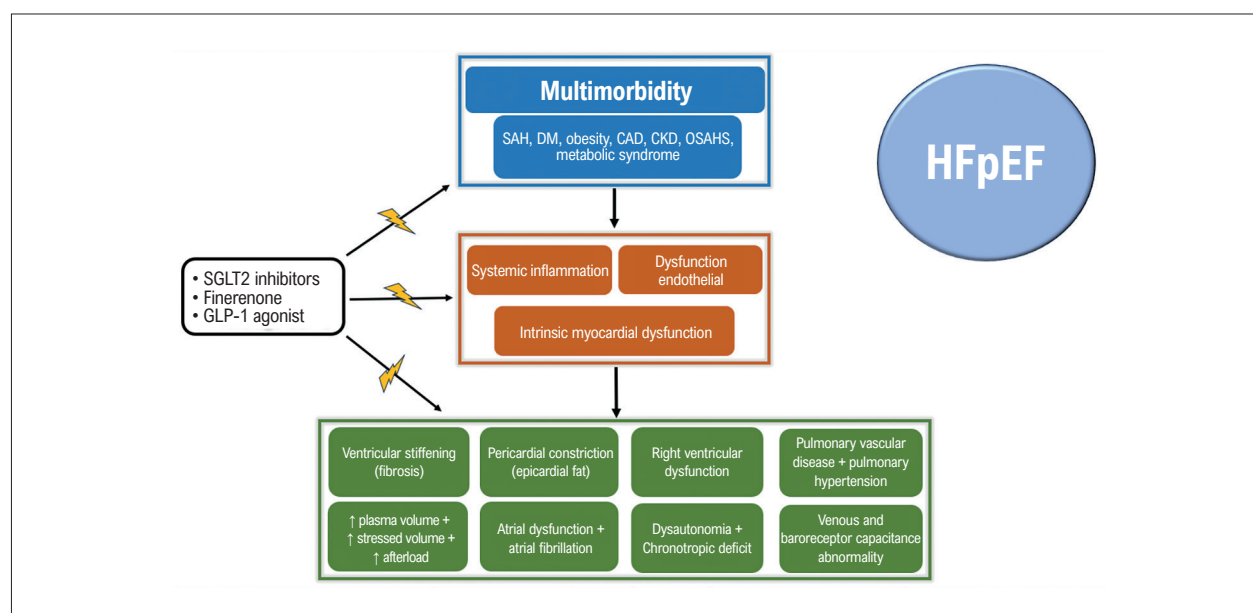 Multimorbidity
SAH, DM, obesity, CAD, CKD, OSAHS,
metabolic syndrome
HFpEF
• SGLT2 inhibitors
• Finerenone
• GLP-1 agonist
Systemic inflammation
Dysfunction
endothelial
Intrinsic myocardial dysfunction
Ventricular stiffening
(fibrosis)
Pericardial constriction
(epicardial fat)
Right ventricular
dysfunction
Pulmonary vascular
disease + pulmonary
hypertension
↑ plasma volume +
↑ stressed volume +
↑ afterload
Atrial dysfunction +
atrial fibrillation
Dysautonomia +
Chronotropic deficit
Venous and
baroreceptor capacitance
abnormality